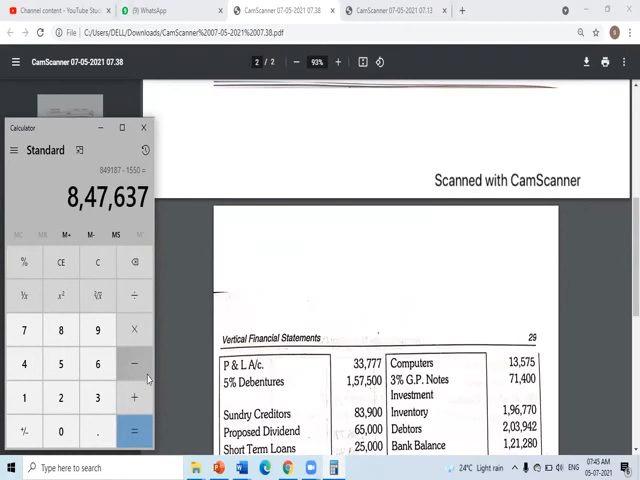 Channel content - YouTube Stud
WhatsApp
CamScanner 07-05-2021 07.38
CamScanner 07-05-2021 07.13
File | C:/Users/DELL/Downloads/CamScanner%2007-05-2021%2007.38.pdf
CamScanner 07-05-2021 07.38
2 / 2
93%
Scanned with CamScanner
Calculator
Standard
849187 - 1550 =
8,47,637
MC MR M+ M- MS
% CE C
¹/x x² ²√x ÷
7 8 9 ×
4 5 6 −
1 2 3 +
+/- 0 . =
Vertical Financial Statements 29
P & L A/c. 33,777 Computers 13,575
5% Debentures 1,57,500 3% G.P. Notes 71,400
Investment
Sundry Creditors 83,900 Inventory 1,96,770
Proposed Dividend 65,000 Debtors 2,03,942
Short Term Loans 25,000 Bank Balance 1,21,280
Type here to search
24°C Light rain
ENG
07:45 AM
05-07-2021